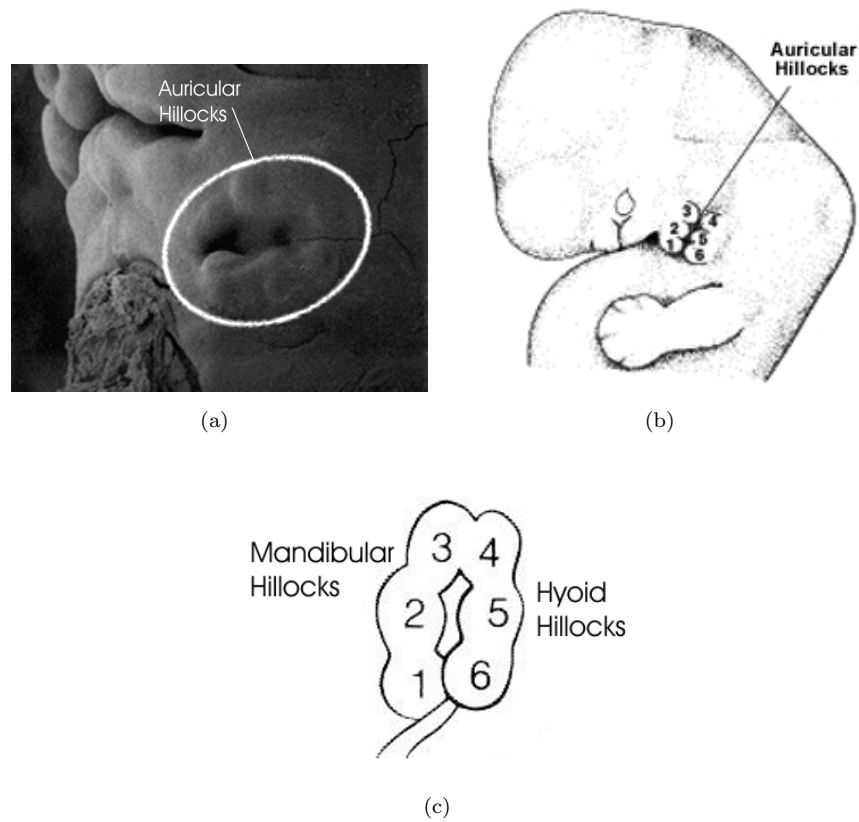 Auricular
Hillocks
(a)
Auricular
Hillocks
3
4
2
5
1
6
(b)
Mandibular
Hillocks
3
4
2
5
1
6
Hyoid
Hillocks
(c)